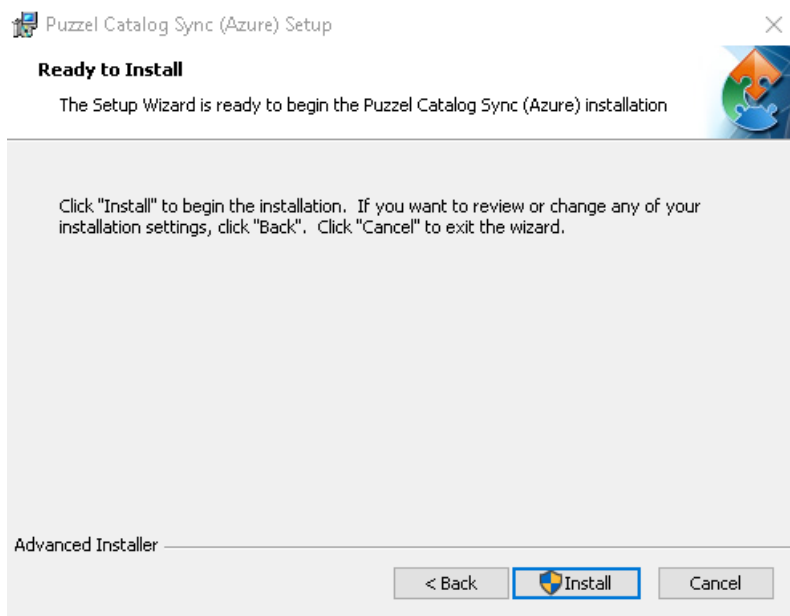 Puzzel Catalog Sync (Azure) Setup
Ready to Install
The Setup Wizard is ready to begin the Puzzel Catalog Sync (Azure) installation
Click "Install" to begin the installation.  If you want to review or change any of your
installation settings, click "Back".  Click "Cancel" to exit the wizard.
Advanced Installer
< Back
Install
Cancel